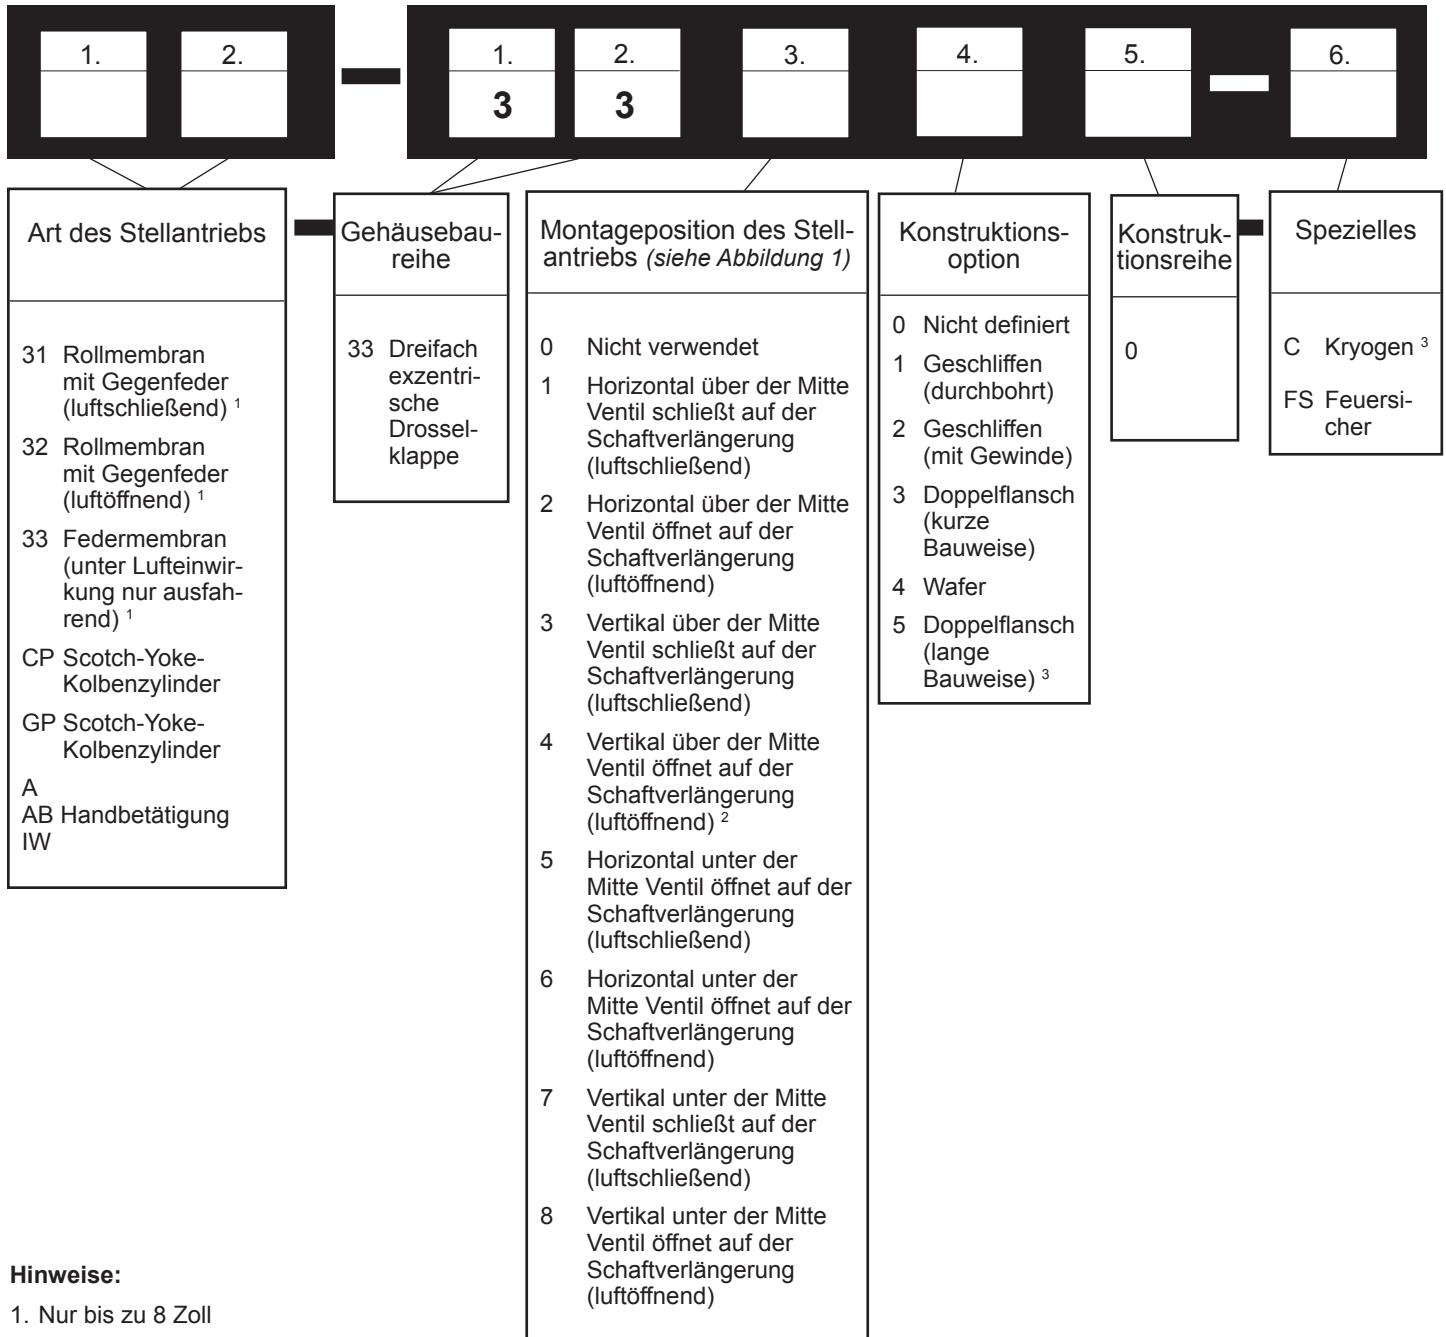 1. 2. 1. 2. 3. 4. 5. 6.
3 3
Art des Stellantriebs
31 Rollmembran
mit Gegenfeder
(luftschließend) 1
32 Rollmembran
mit Gegenfeder
(luftöffnend) 1
33 Federmembran
(unter Lufteinwir-
kung nur ausfah-
rend) 1
CP Scotch-Yoke-
Kolbenzylinder
GP Scotch-Yoke-
Kolbenzylinder
A
AB Handbetätigung
IW
Gehäusebau-
reihe
33 Dreifach
exzentri-
sche
Drossel-
klappe
Montageposition des Stell-
antriebs (siehe Abbildung 1)
0 Nicht verwendet
1 Horizontal über der Mitte
Ventil schließt auf der
Schaftverlängerung
(luftschließend)
2 Horizontal über der Mitte
Ventil öffnet auf der
Schaftverlängerung
(luftöffnend)
3 Vertikal über der Mitte
Ventil schließt auf der
Schaftverlängerung
(luftschließend)
4 Vertikal über der Mitte
Ventil öffnet auf der
Schaftverlängerung
(luftöffnend) 2
5 Horizontal unter der
Mitte Ventil öffnet auf der
Schaftverlängerung
(luftschließend)
6 Horizontal unter der
Mitte Ventil öffnet auf der
Schaftverlängerung
(luftöffnend)
7 Vertikal unter der Mitte
Ventil schließt auf der
Schaftverlängerung
(luftschließend)
8 Vertikal unter der Mitte
Ventil öffnet auf der
Schaftverlängerung
(luftöffnend)
Konstruktions-
option
0 Nicht definiert
1 Geschliffen
(durchbohrt)
2 Geschliffen
(mit Gewinde)
3 Doppelflansch
(kurze
Bauweise)
4 Wafer
5 Doppelflansch
(lange
Bauweise) 3
Konstruk-
tionsreihe
0
Spezielles
C Kryogen 3
FS Feuersi-
cher
Hinweise:
1. Nur bis zu 8 Zoll